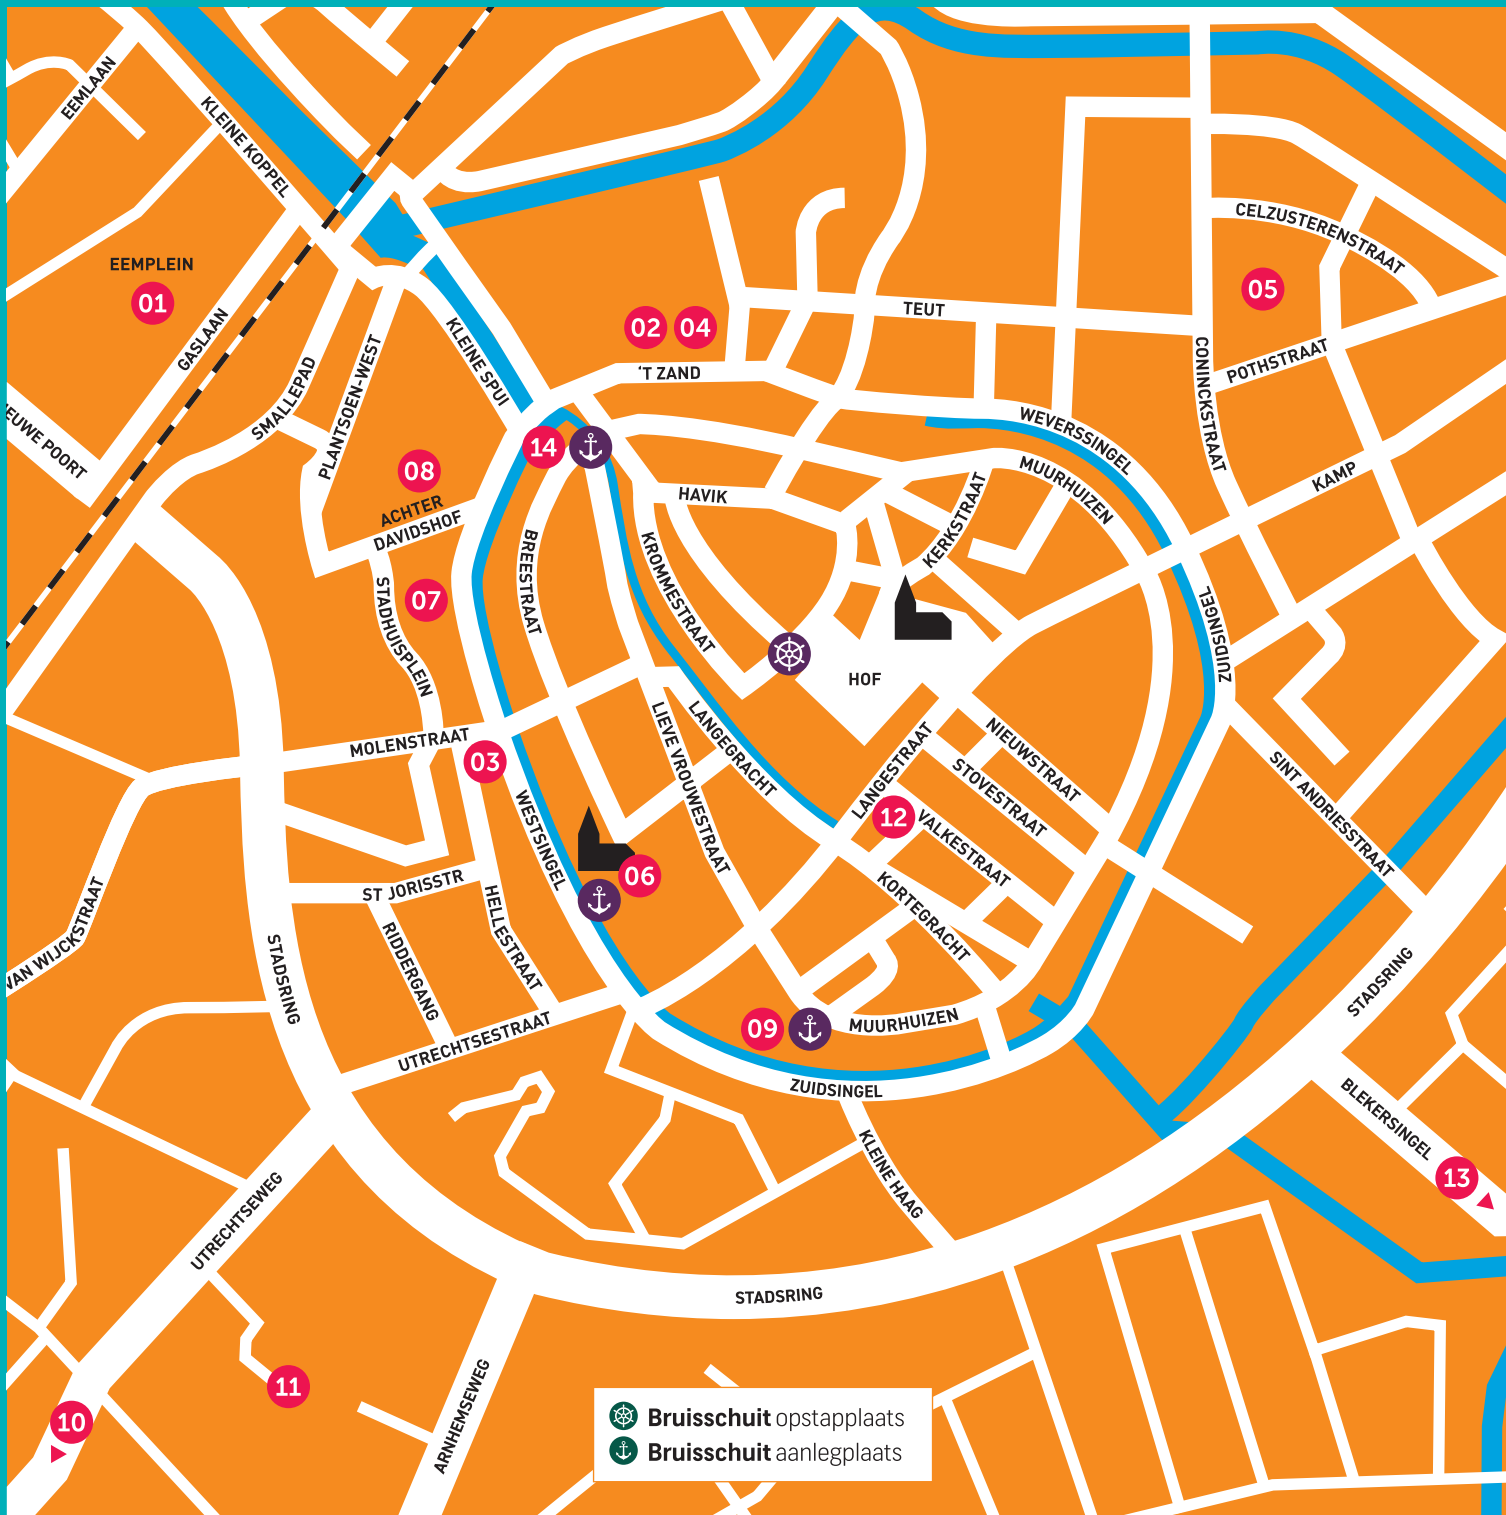 EEMLAAN
KLEINE KOPPEL
EEMPLEIN
01
GASLAAN
CELZUSTERENSTRAAT
05
02
04
TEUT
KLEINE SPUI
'T ZAND
CONINCKSTRAAT
POTHSTRAAT
SMALLEPAD
PLANTSOEN-WEST
IEUWE POORT
14
WEVERSSINGEL
MUURHUIZEN
KAMP
08
ACHTER
DAVIDSHOF
HAVIK
KERKSTRAAT
BREESTRAAT
KROMMESTRAAT
07
STADHUISPLEIN
ZUIDSINGEL
HOF
MOLENSTRAAT
03
LIEVE VROUWESTRAAT
LANGEGRACHT
LANGESTRAAT
NIEUWSTRAAT
STOVESTRAAT
12
VALKESTRAAT
SINT ANDRIESSTRAAT
WESTSINGEL
06
KORTEGRACHT
ST JORISSTR
HELLESTRAAT
RIDDERGANG
VAN WIJCKSTRAAT
STADSRING
STADSRING
09
MUURHUIZEN
UTRECHTSESTRAAT
ZUIDSINGEL
KLEINE HAAG
BLEKERSINGEL
13
UTRECHTSEWEG
STADSRING
11
10
ARNHEMSEWEG
Bruisschuit opstapplaats
Bruisschuit aanlegplaats